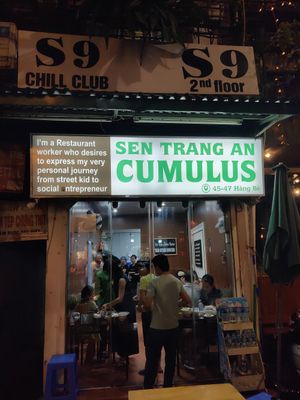 S9
CHILL CLUB
S9
2nd floor
I'm a Restaurant
worker who desires
to express my very
personal journey
from street kid to
social entrepreneur
SEN TRANG AN
CUMULUS
45-47 Hàng Bè